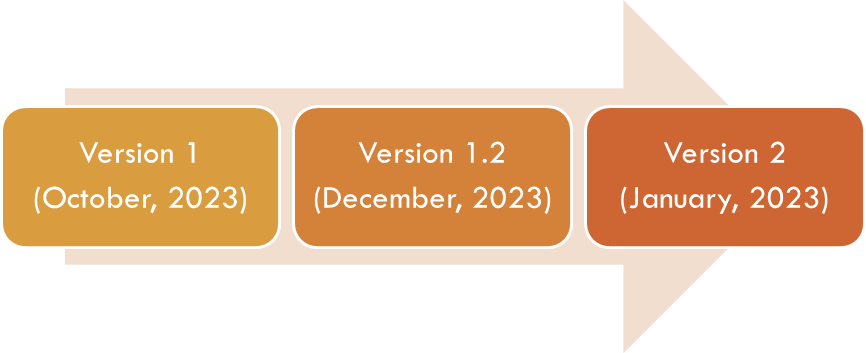 Version 1
(October, 2023)
Version 1.2
(December, 2023)
Version 2
(January, 2023)